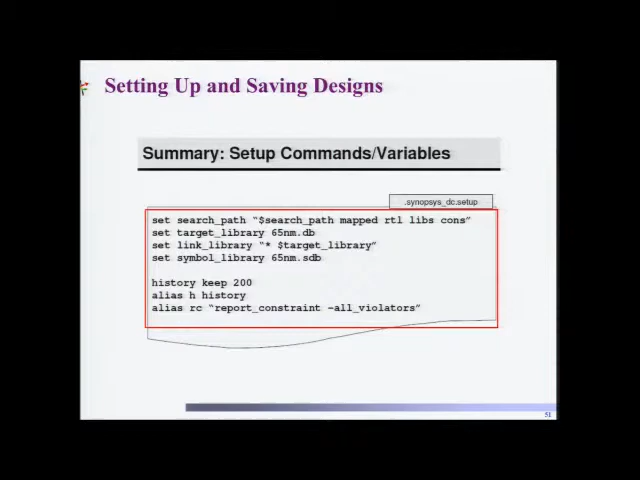 Setting Up and Saving Designs
Summary: Setup Commands/Variables
.synopsys_dc.setup
set search_path “$search_path mapped rtl libs cons”
set target_library 65nm.db
set link_library “* $target_library”
set symbol_library 65nm.sdb
history keep 200
alias h history
alias rc “report_constraint –all_violators”
51